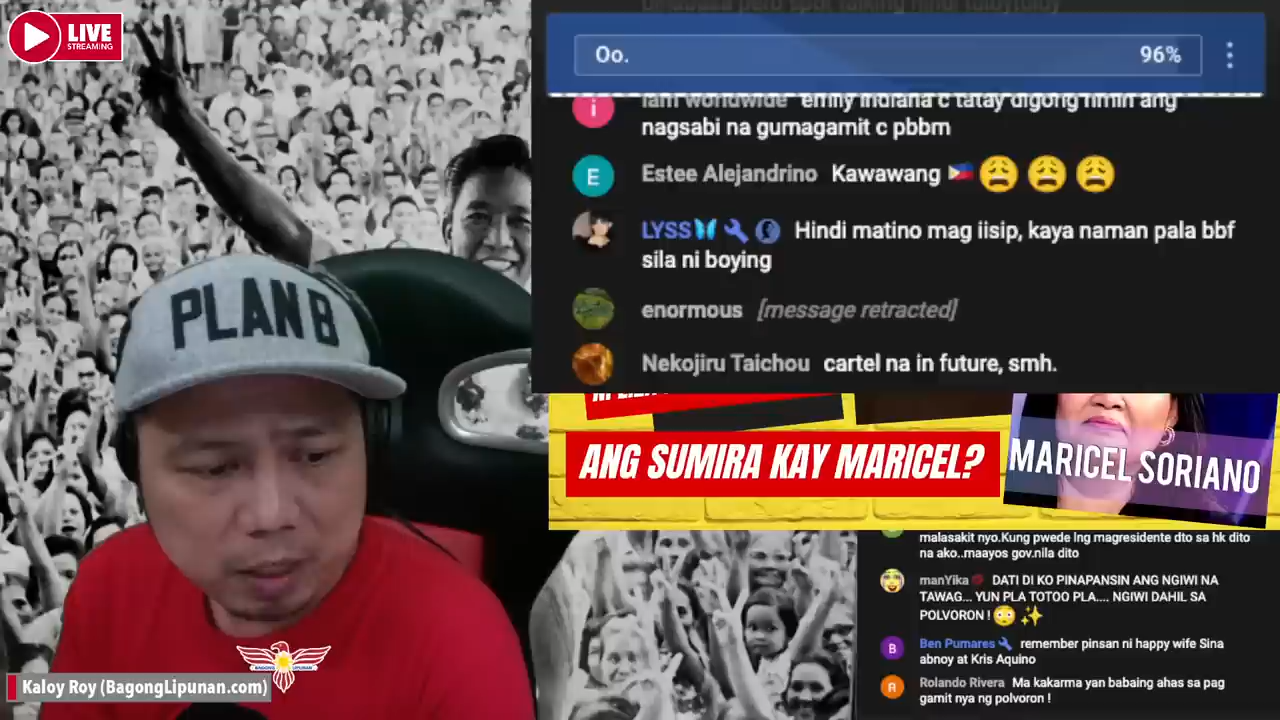 LIVE
STREAMING
Oo.
96%
iam worldwide emily indiana c tatay digong mmin ang
nagsabi na gumagamit c pbbm
E
Estee Alejandrino Kawawang 🇵🇭😩😩😩
LYSS🦋 Hindi matino mag iisip, kaya naman pala bbf
sila ni boying
enormous [message retracted]
Nekojiru Taichou cartel na in future, smh.
PLAN B
ANG SUMIRA KAY MARICEL?
MARICEL SORIANO
malasakit nyo.Kung pwede lng magresidente dto sa hk dito
na ako..maayos gov.nila dito
manYika DATI DI KO PINAPANSIN ANG NGIWI NA
TAWAG... YUN PLA TOTOO PLA.... NGIWI DAHIL SA
POLVORON ! 😳 ✨
B
Ben Pumares remember pinsan ni happy wife Sina
abnoy at Kris Aquino
R
Rolando Rivera Ma kakarma yan babaing ahas sa pag
gamit nya ng polvoron !
BAGONG LIPUNAN
Kaloy Roy (BagongLipunan.com)